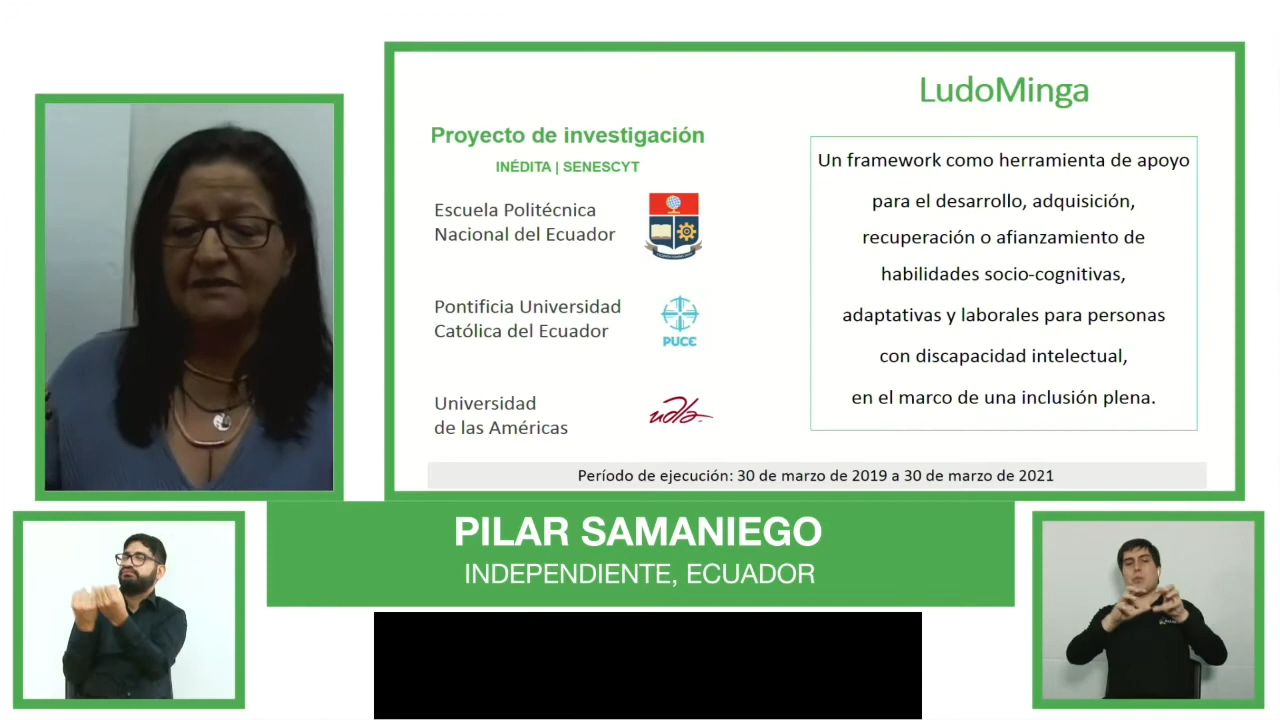 LudoMinga
Proyecto de investigación
INÉDITA | SENESCYT
Escuela Politécnica
Nacional del Ecuador
Pontificia Universidad
Católica del Ecuador
PUCE
Universidad
de las Américas
udla
Un framework como herramienta de apoyo
para el desarrollo, adquisición,
recuperación o afianzamiento de
habilidades socio-cognitivas,
adaptativas y laborales para personas
con discapacidad intelectual,
en el marco de una inclusión plena.
Período de ejecución: 30 de marzo de 2019 a 30 de marzo de 2021
PILAR SAMANIEGO
INDEPENDIENTE, ECUADOR